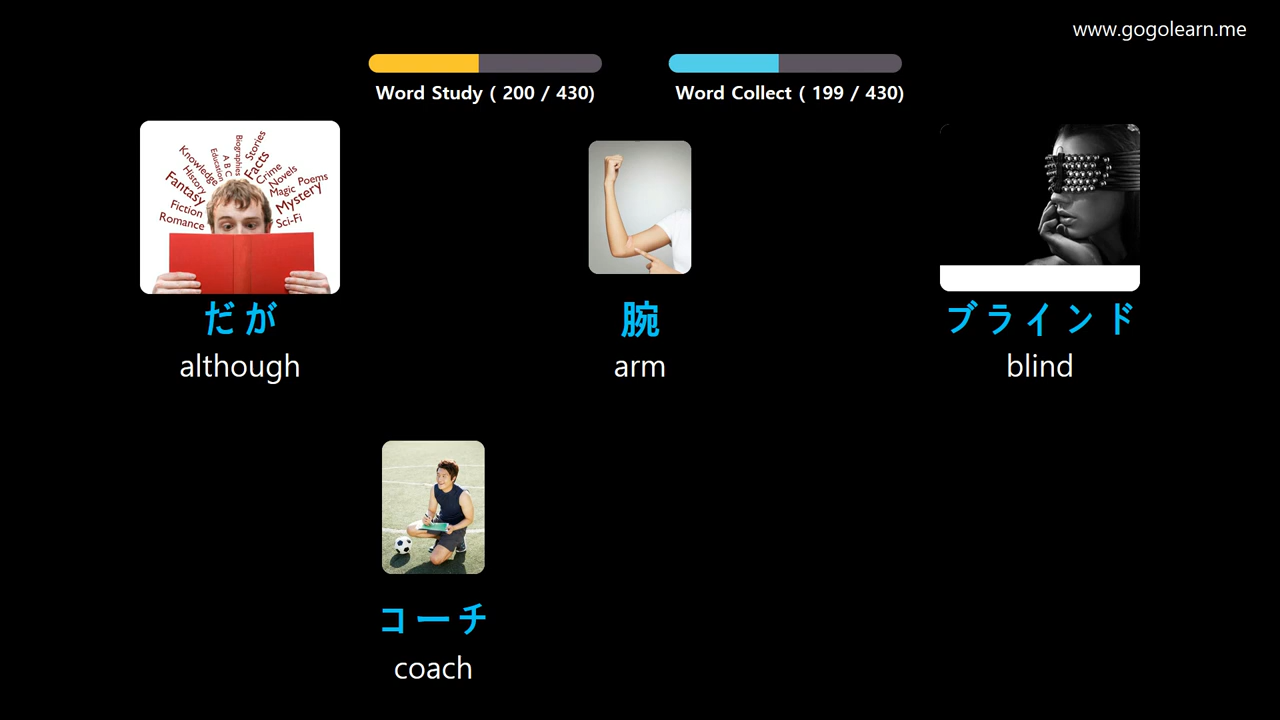 www.gogolearn.me
Word Study ( 200 / 430)
Word Collect ( 199 / 430)
Stories
Biographies
Facts
A B C
Education
Crime
Knowledge
Novels
History
Magic
Poems
Fantasy
Mystery
Fiction
Sci-Fi
Romance
だが
although
腕
arm
ブラインド
blind
コーチ
coach